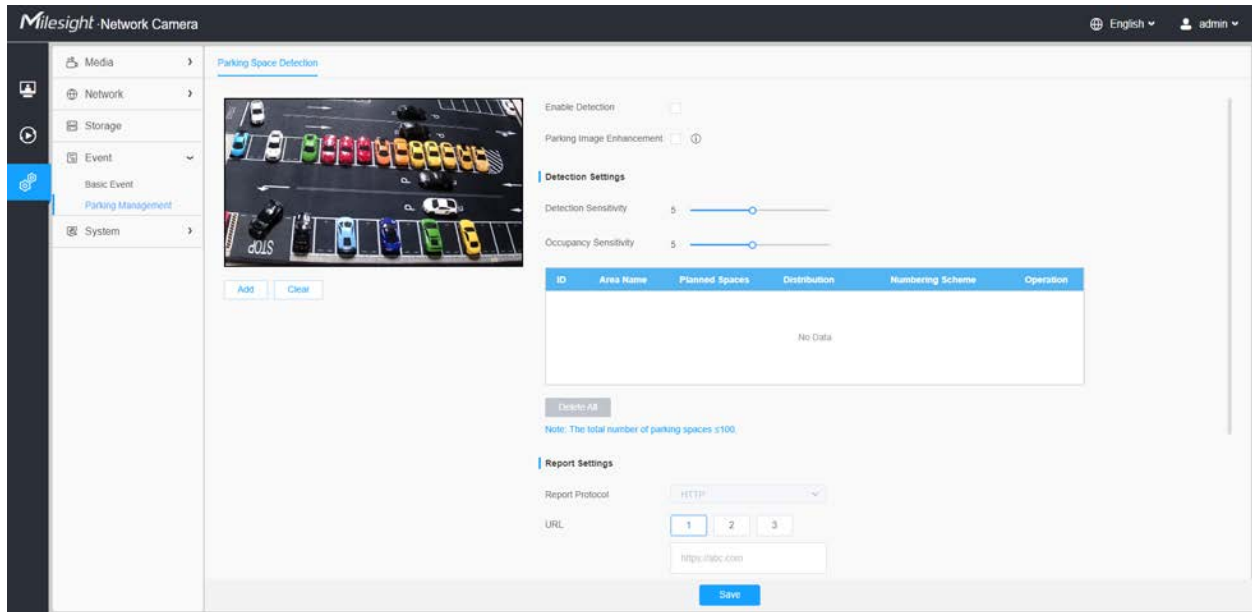 Milesight · Network Camera
English
admin
Media
Network
Storage
Event
Basic Event
Parking Management
System
Parking Space Detection
STOP
Add
Clear
Enable Detection
Parking Image Enhancement
Detection Settings
Detection Sensitivity 5
Occupancy Sensitivity 5
ID Area Name Planned Spaces Distribution Numbering Scheme Operation
No Data
Delete All
Note: The total number of parking spaces ≤100.
Report Settings
Report Protocol HTTP
URL 1 2 3
https://abc.com
Save